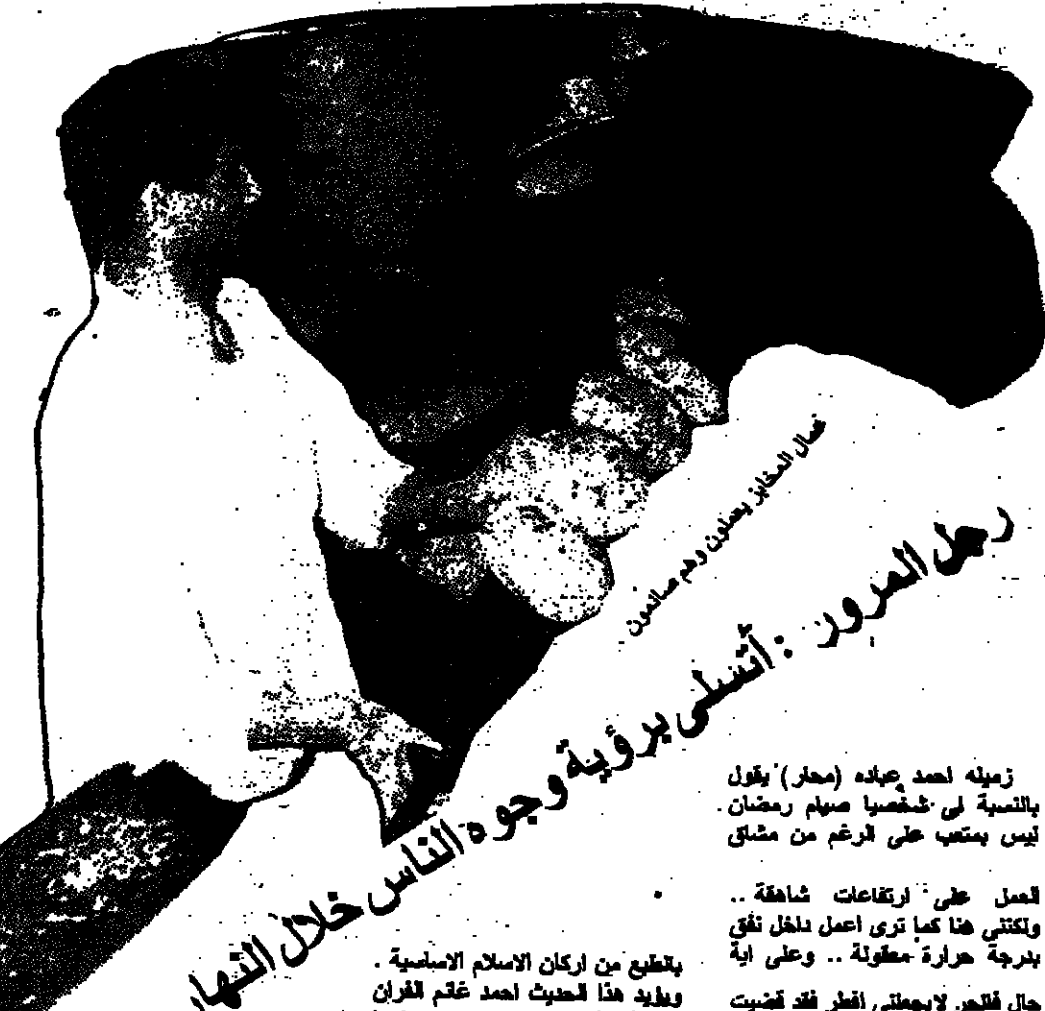 عمال المخابز يعملون وهم صائمون
رجل المرور : أتسلى برؤية وجوه الناس خلال النهار
زميله احمد عباده (محار) يقول
بالنسبة لى شخصيا صيام رمضان
ليس بمتعب على الرغم من مشاق
العمل على ارتفاعات شاهقة ..
ولكننى هنا كما ترى اعمل داخل نفق
بدرجة حرارة معقولة .. وعلى اية
حال فالحر لايجعلنى افطر فقد قضيت
بالطبع من اركان الاسلام الاساسية .
ويؤيد هذا الحديث احمد غانم الفران